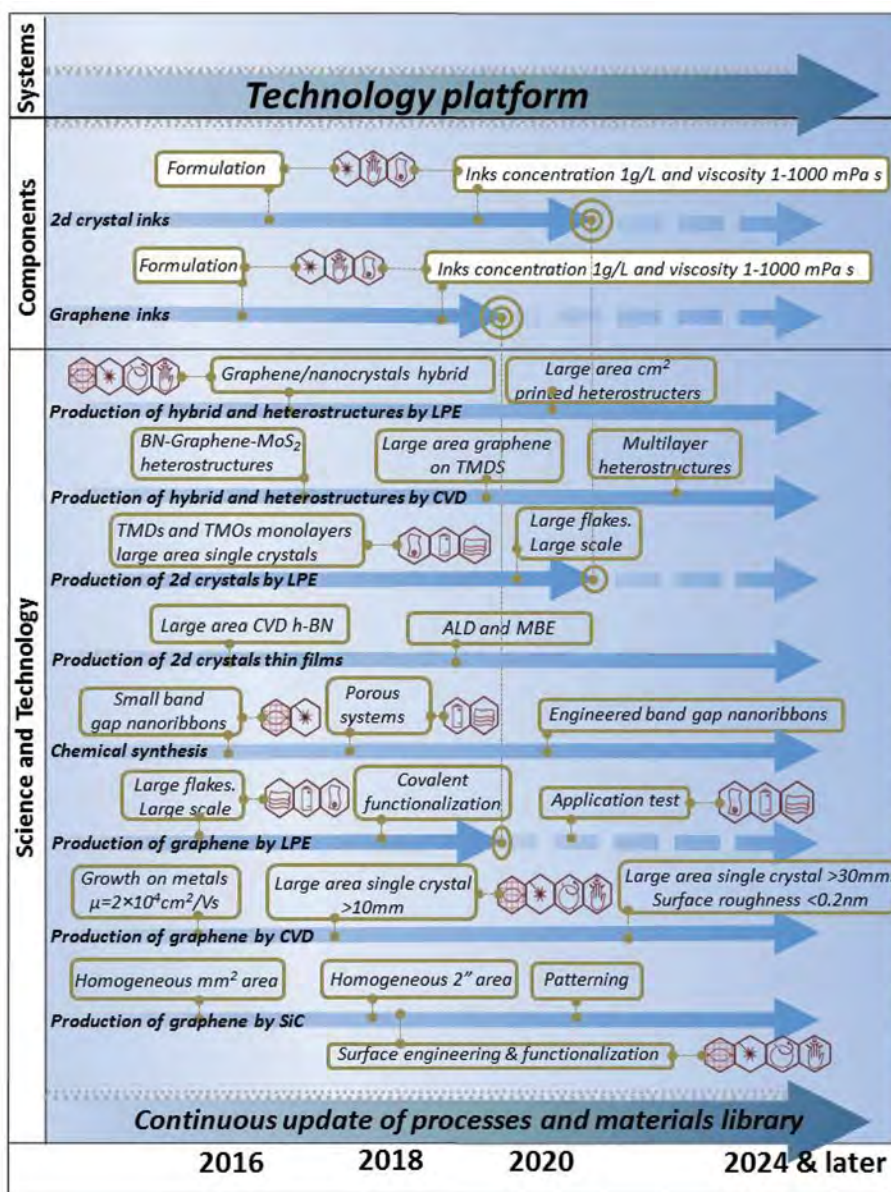 Systems
Technology platform
Components
Formulation
Inks concentration 1g/L and viscosity 1-1000 mPa s
2d crystal inks
Formulation
Inks concentration 1g/L and viscosity 1-1000 mPa s
Graphene inks
Science and Technology
Graphene/nanocrystals hybrid
Large area cm²
printed heterostructers
Production of hybrid and heterostructures by LPE
BN-Graphene-MoS₂
heterostructures
Large area graphene
on TMDS
Multilayer
heterostructures
Production of hybrid and heterostructures by CVD
TMDs and TMOs monolayers
large area single crystals
Large flakes.
Large scale
Production of 2d crystals by LPE
Large area CVD h-BN
ALD and MBE
Production of 2d crystals thin films
Small band
gap nanoribbons
Porous
systems
Engineered band gap nanoribbons
Chemical synthesis
Large flakes.
Large scale
Covalent
functionalization
Application test
Production of graphene by LPE
Growth on metals
μ=2×10⁴cm²/Vs
Large area single crystal
>10mm
Large area single crystal >30mm.
Surface roughness <0.2nm
Production of graphene by CVD
Homogeneous mm² area
Homogeneous 2" area
Patterning
Production of graphene by SiC
Surface engineering & functionalization
Continuous update of processes and materials library
2016
2018
2020
2024 & later